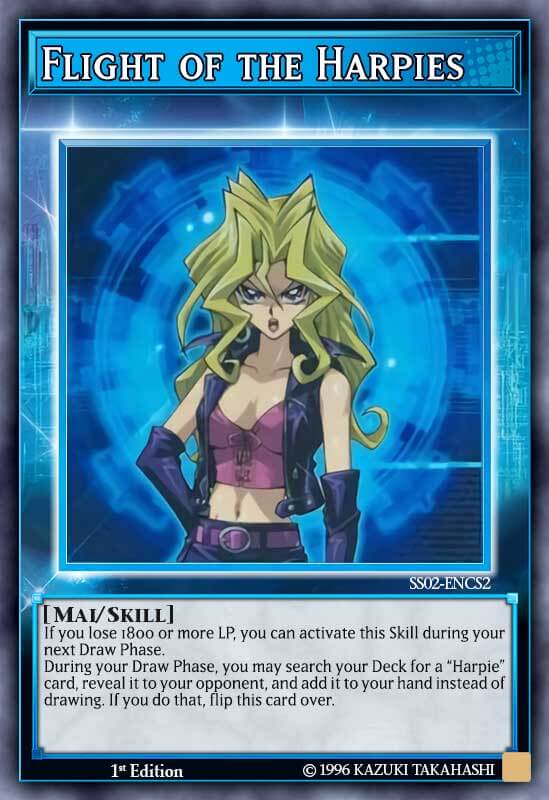 Flight of the Harpies
SS02-ENCS2
[Mai/Skill]
If you lose 1800 or more LP, you can activate this Skill during your
next Draw Phase.
During your Draw Phase, you may search your Deck for a “Harpie”
card, reveal it to your opponent, and add it to your hand instead of
drawing. If you do that, flip this card over.
1st Edition
© 1996 KAZUKI TAKAHASHI